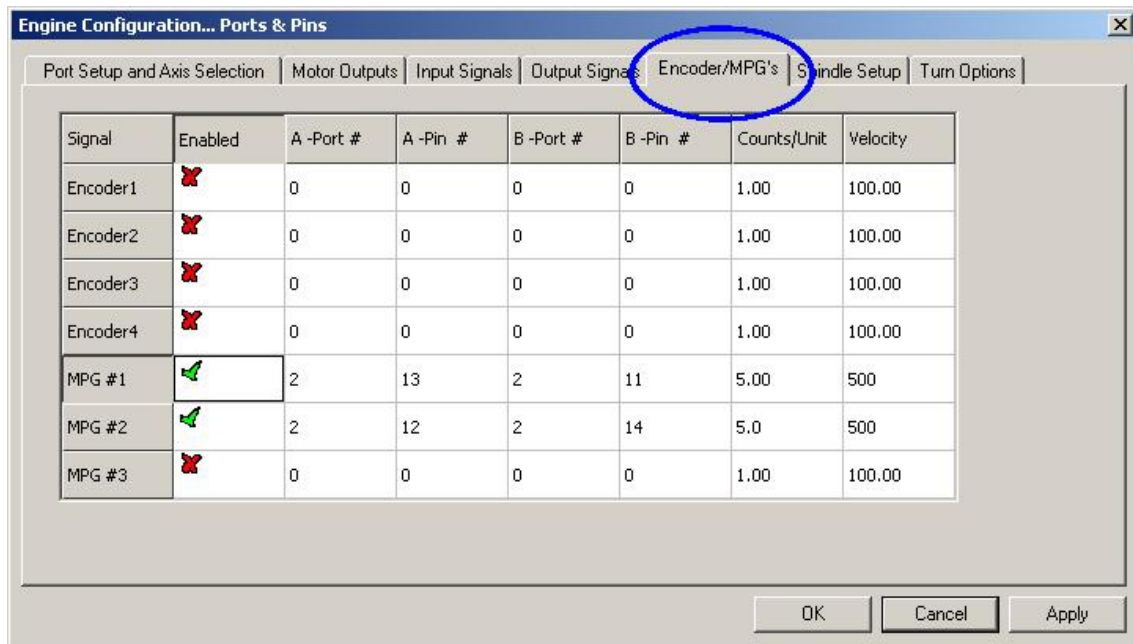 Engine Configuration... Ports & Pins
Port Setup and Axis Selection Motor Outputs Input Signals Output Signals Encoder/MPG's Spindle Setup Turn Options
Signal Enabled A -Port # A -Pin # B -Port # B -Pin # Counts/Unit Velocity
Encoder1 0 0 0 0 1.00 100.00
Encoder2 0 0 0 0 1.00 100.00
Encoder3 0 0 0 0 1.00 100.00
Encoder4 0 0 0 0 1.00 100.00
MPG #1 2 13 2 11 5.00 500
MPG #2 2 12 2 14 5.0 500
MPG #3 0 0 0 0 1.00 100.00
OK Cancel Apply